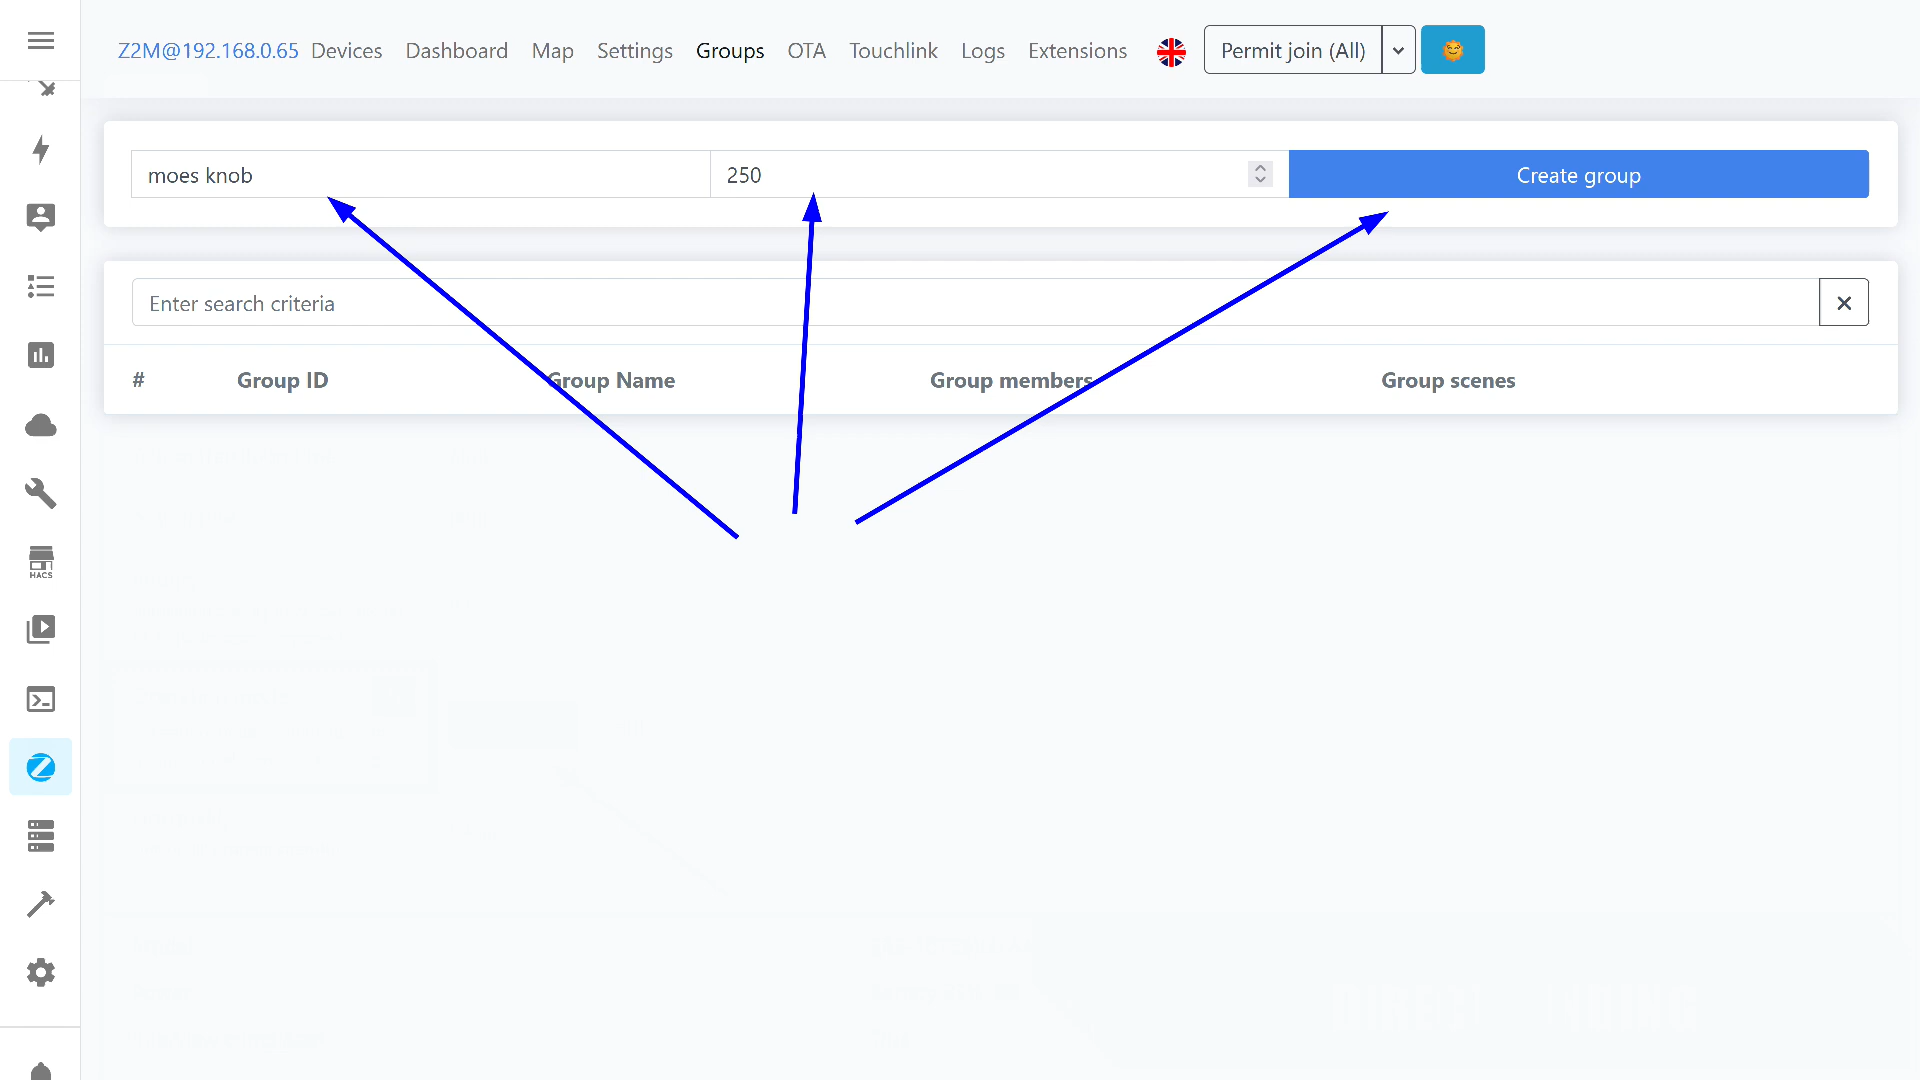 Z2M@192.168.0.65 Devices Dashboard Map Settings Groups OTA Touchlink Logs Extensions Permit join (All)
moes knob 250 Create group
Enter search criteria
# Group ID Group Name Group members Group scenes
HACS